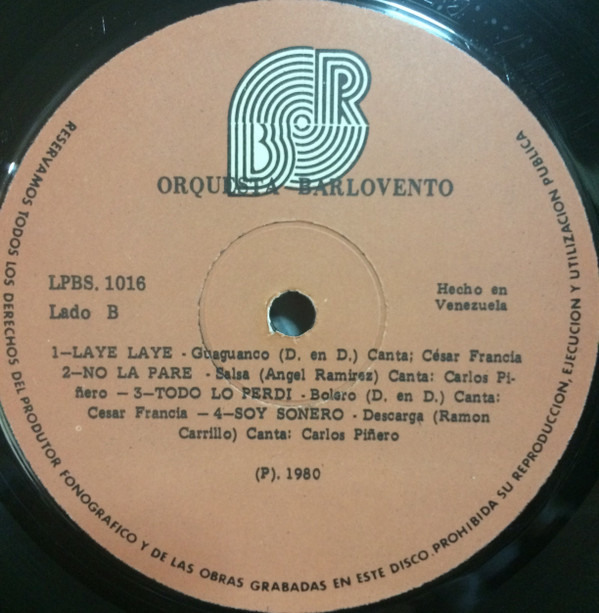 BR
ORQUESTA BARLOVENTO
LPBS. 1016
Lado B
Hecho en
Venezuela
1—LAYE LAYE - Guaguanco (D. en D.) Canta; César Francia
2—NO LA PARE - Salsa (Angel Ramirez) Canta: Carlos Pi-
ñero — 3—TODO LO PERDI - Bolero (D. en D.) Canta:
Cesar Francia — 4—SOY SONERO - Descarga (Ramon
Carrillo) Canta: Carlos Piñero
(P). 1980
RESERVAMOS TODOS LOS DERECHOS DEL PRODUTOR FONOGRAFICO Y DE LAS OBRAS GRABADAS EN ESTE DISCO.PROHIBIDA SU REPRODUCCION, EJECUCION Y UTILIZACION PUBLICA